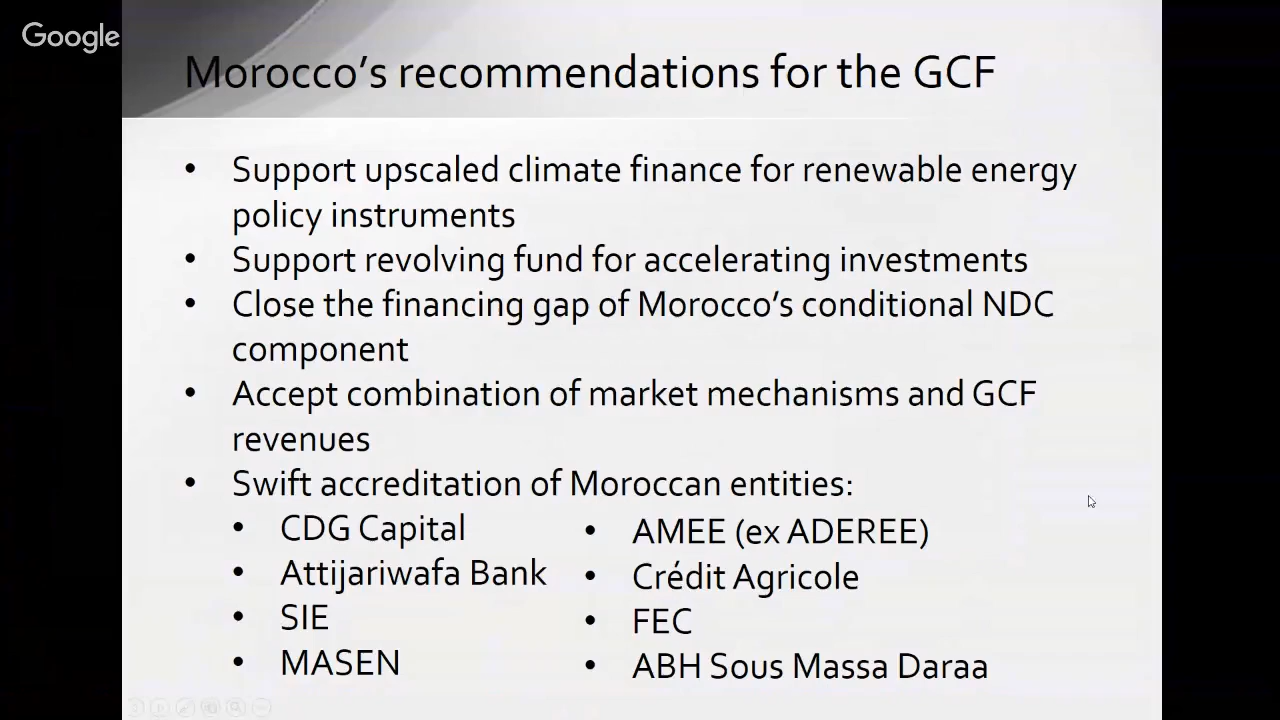 Google
Morocco's recommendations for the GCF
• Support upscaled climate finance for renewable energy
policy instruments
• Support revolving fund for accelerating investments
• Close the financing gap of Morocco's conditional NDC
component
• Accept combination of market mechanisms and GCF
revenues
• Swift accreditation of Moroccan entities:
• CDG Capital
• Attijariwafa Bank
• SIE
• MASEN
• AMEE (ex ADEREE)
• Crédit Agricole
• FEC
• ABH Sous Massa Daraa